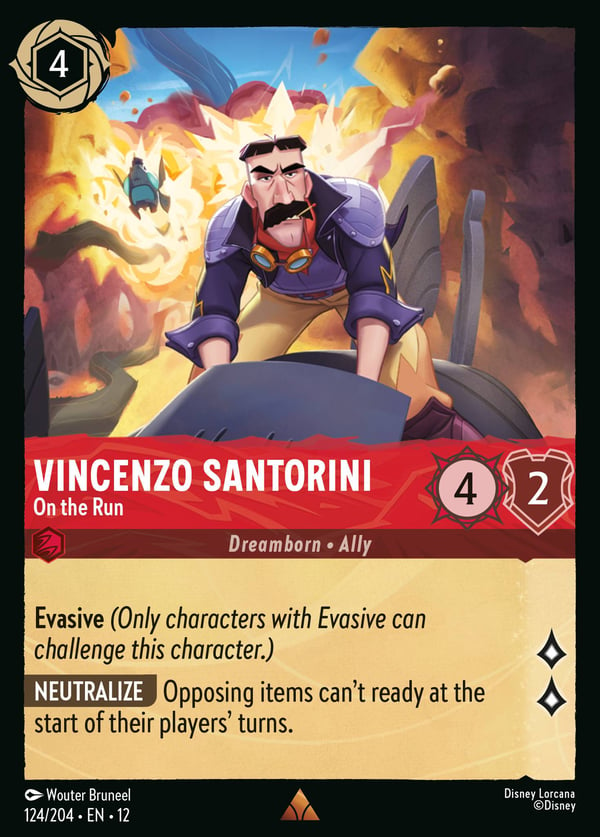 4
VINCENZO SANTORINI
On the Run
4
2
Dreamborn • Ally
Evasive (Only characters with Evasive can
challenge this character.)
NEUTRALIZE Opposing items can’t ready at the
start of their players’ turns.
Wouter Bruneel
124/204 • EN • 12
Disney Lorcana
©Disney